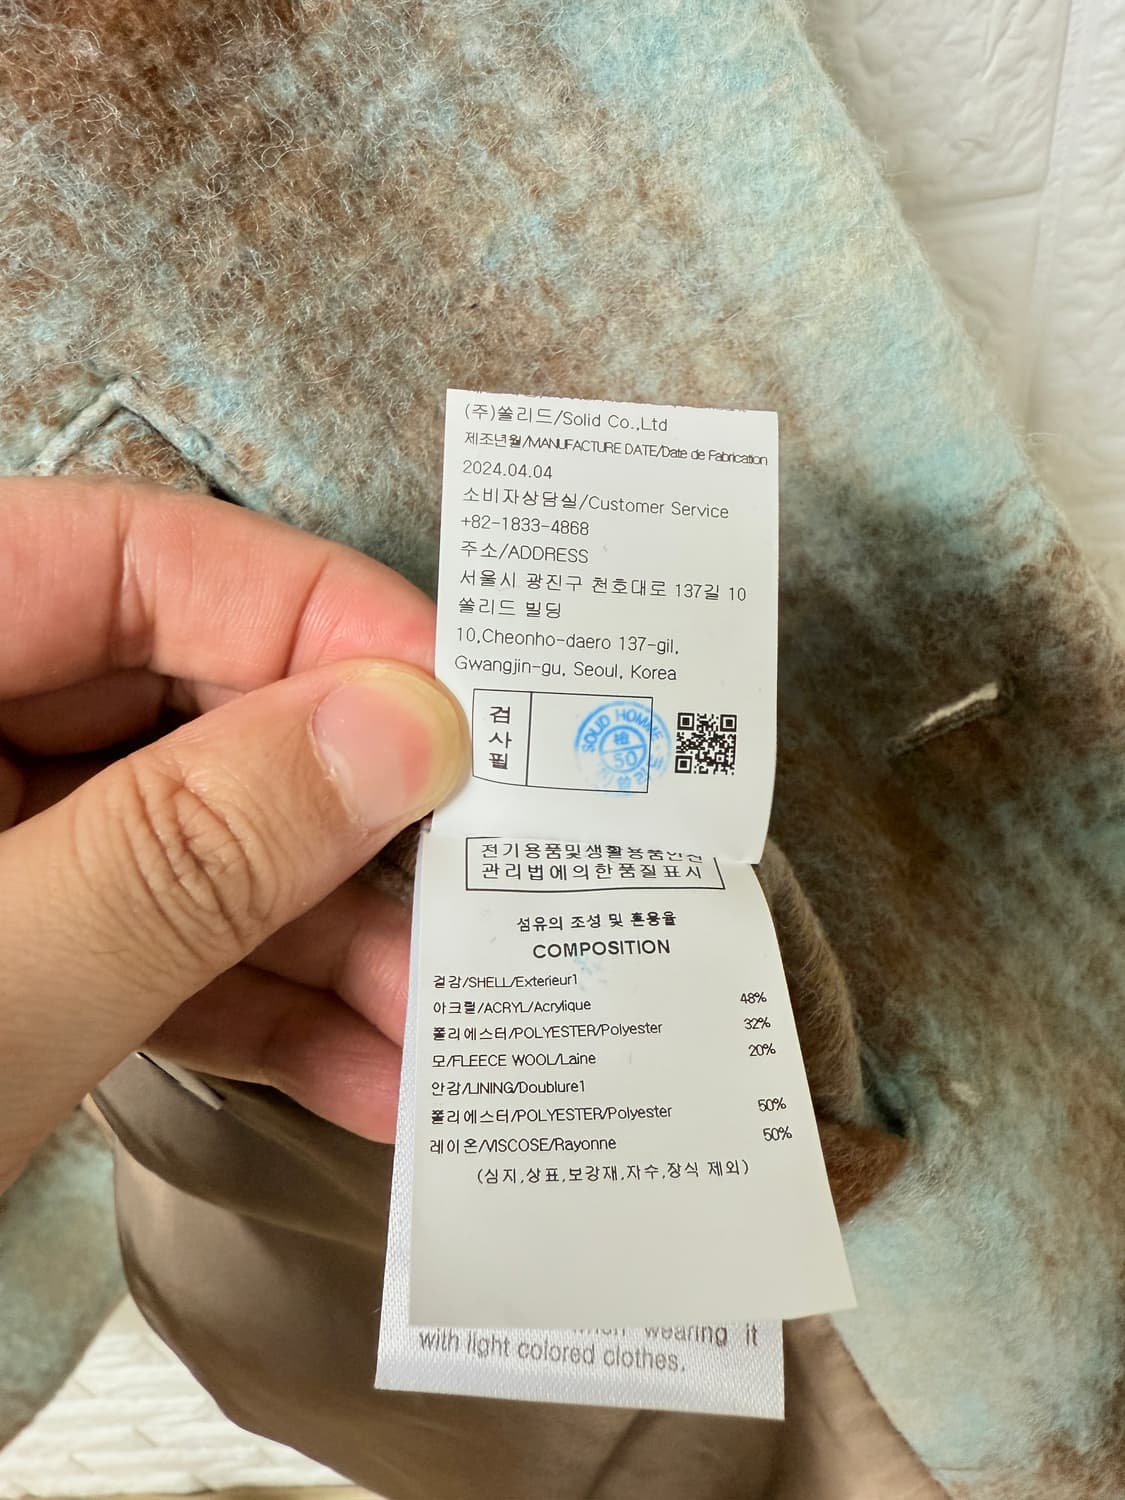 (주)쏠리드/Solid Co.,Ltd
제조년월/MANUFACTURE DATE/Date de Fabrication
2024.04.04
소비자상담실/Customer Service
+82-1833-4868
주소/ADDRESS
서울시 광진구 천호대로 137길 10
쏠리드 빌딩
10,Cheonho-daero 137-gil,
Gwangjin-gu, Seoul, Korea
검사필
SOLID HOMME
檢
50
전기용품및생활용품안전
관리법에의한품질표시
섬유의 조성 및 혼용율
COMPOSITION
겉감/SHELL/Exterieur1
아크릴/ACRYL/Acrylique 48%
폴리에스터/POLYESTER/Polyester 32%
모/FLEECE WOOL/Laine 20%
안감/LINING/Doublure1
폴리에스터/POLYESTER/Polyester 50%
레이온/VISCOSE/Rayonne 50%
(심지,상표,보강재,자수,장식 제외)
wearing it
with light colored clothes.